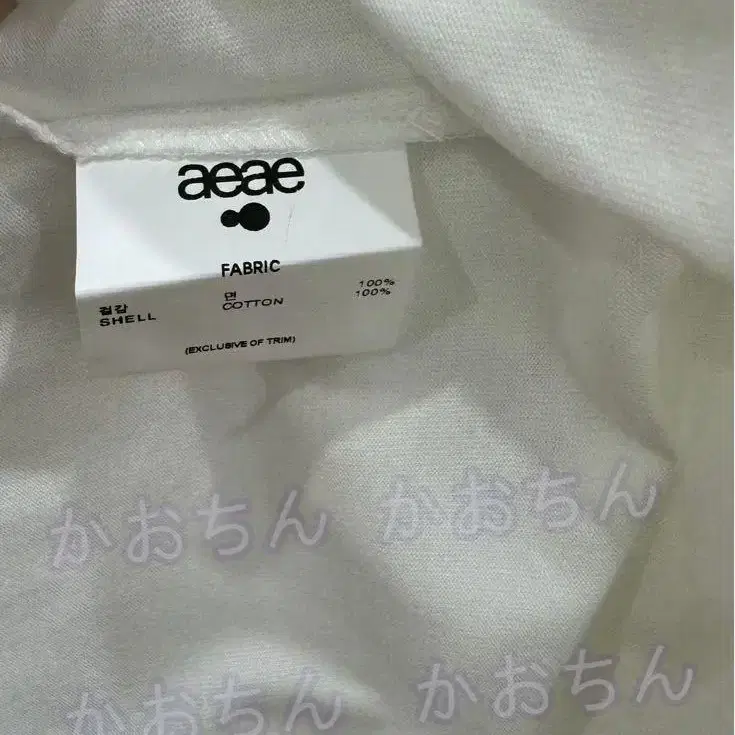 aeae
FABRIC
겉감 면 100%
SHELL COTTON 100%
(EXCLUSIVE OF TRIM)
かおちん かおちん
かおちん かおちん